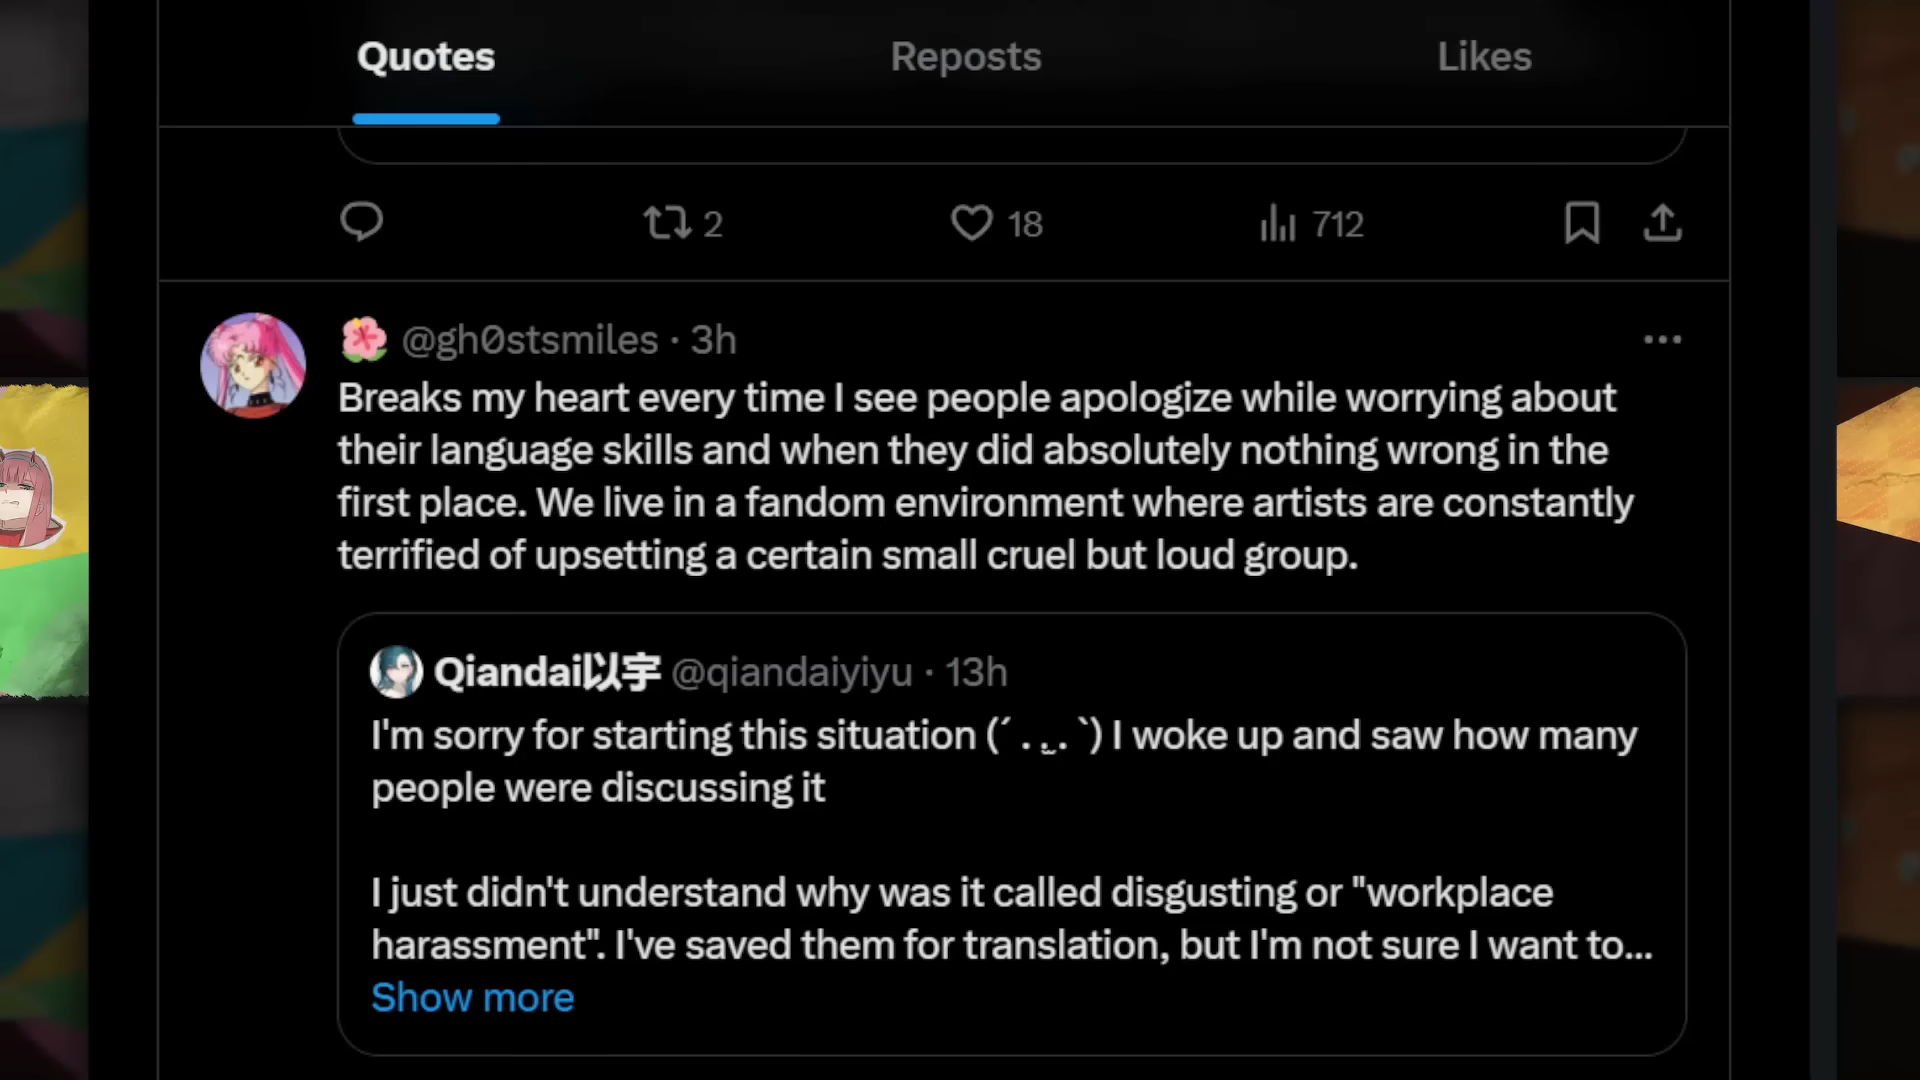 Quotes Reposts Likes
2 18 712
🌺 @gh0stsmiles · 3h
Breaks my heart every time I see people apologize while worrying about
their language skills and when they did absolutely nothing wrong in the
first place. We live in a fandom environment where artists are constantly
terrified of upsetting a certain small cruel but loud group.
Qiandai以宇 @qiandaiyiyu · 13h
I'm sorry for starting this situation (´ . .̫ . `) I woke up and saw how many
people were discussing it
I just didn't understand why was it called disgusting or "workplace
harassment". I've saved them for translation, but I'm not sure I want to...
Show more